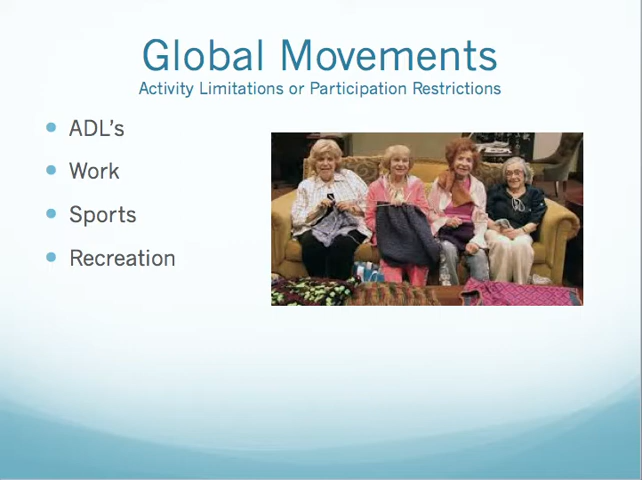 Global Movements
Activity Limitations or Participation Restrictions
ADL’s
Work
Sports
Recreation